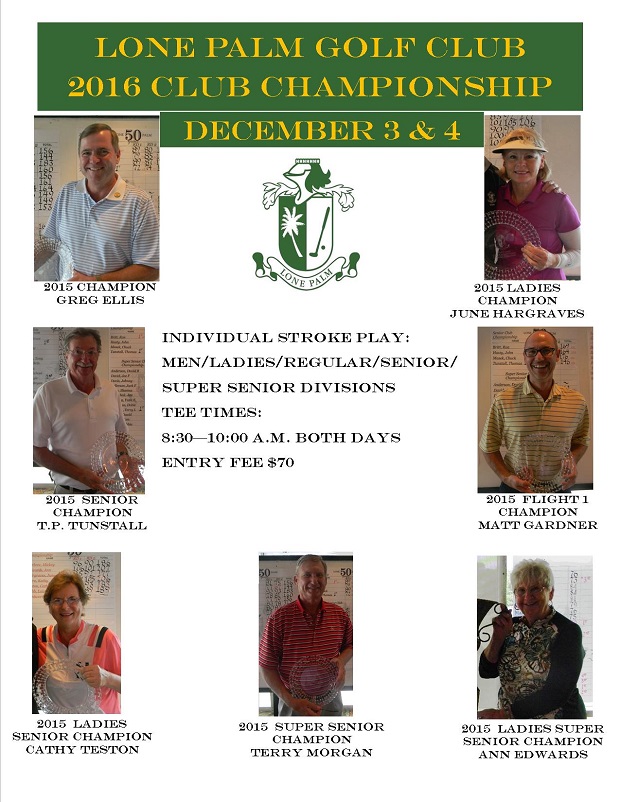 LONE PALM GOLF CLUB
2016 CLUB CHAMPIONSHIP
DECEMBER 3 & 4
50
LONE PALM
2015 CHAMPION
GREG ELLIS
2015 LADIES
CHAMPION
JUNE HARGRAVES
INDIVIDUAL STROKE PLAY:
MEN/LADIES/REGULAR/SENIOR/
SUPER SENIOR DIVISIONS
TEE TIMES:
8:30—10:00 A.M. BOTH DAYS
ENTRY FEE $70
2015 SENIOR
CHAMPION
T.P. TUNSTALL
2015 FLIGHT 1
CHAMPION
MATT GARDNER
2015 LADIES
SENIOR CHAMPION
CATHY TESTON
50
2015 SUPER SENIOR
CHAMPION
TERRY MORGAN
2015 LADIES SUPER
SENIOR CHAMPION
ANN EDWARDS